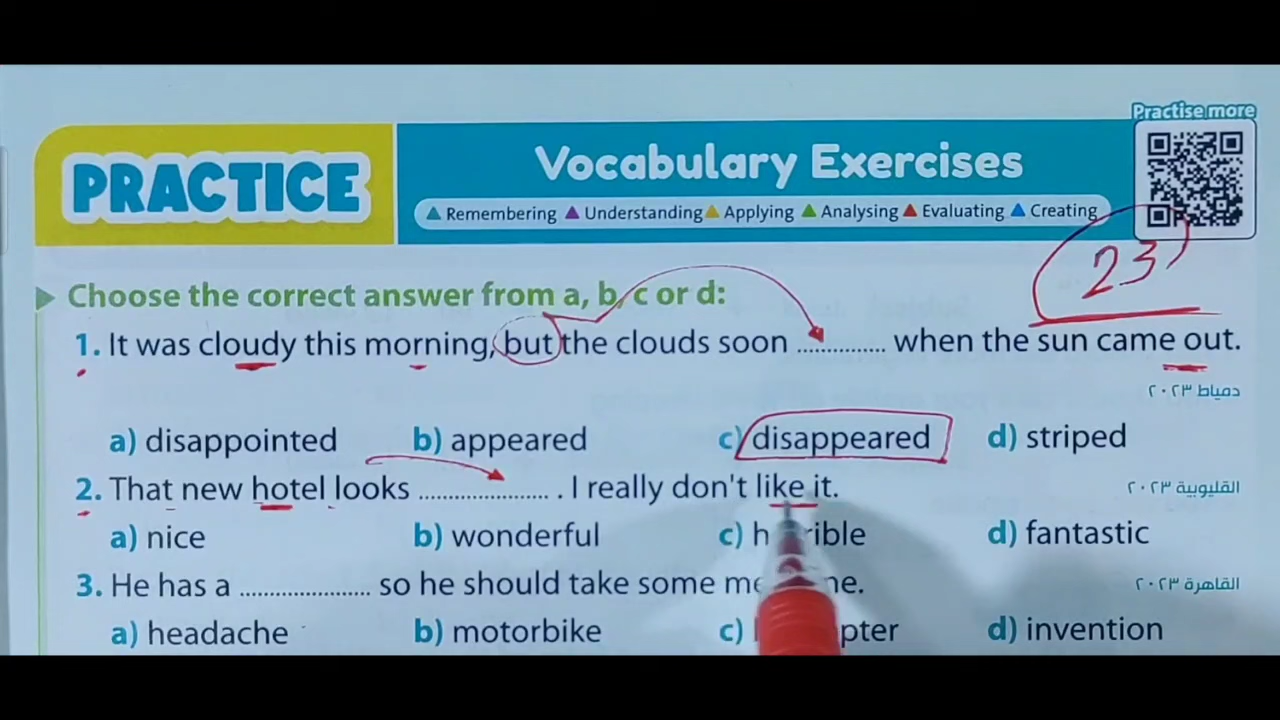 Practise more
PRACTICE
Vocabulary Exercises
Remembering Understanding Applying Analysing Evaluating Creating
23
Choose the correct answer from a, b, c or d:
1. It was cloudy this morning, but the clouds soon ............... when the sun came out.
دمياط ٢٠٢٣
a) disappointed b) appeared c) disappeared d) striped
2. That new hotel looks ...................... . I really don't like it.
القليوبية ٢٠٢٣
a) nice b) wonderful c) d) fantastic
3. He has a ...................... so he should take some
القاهرة ٢٠٢٣
a) headache b) motorbike c) d) invention